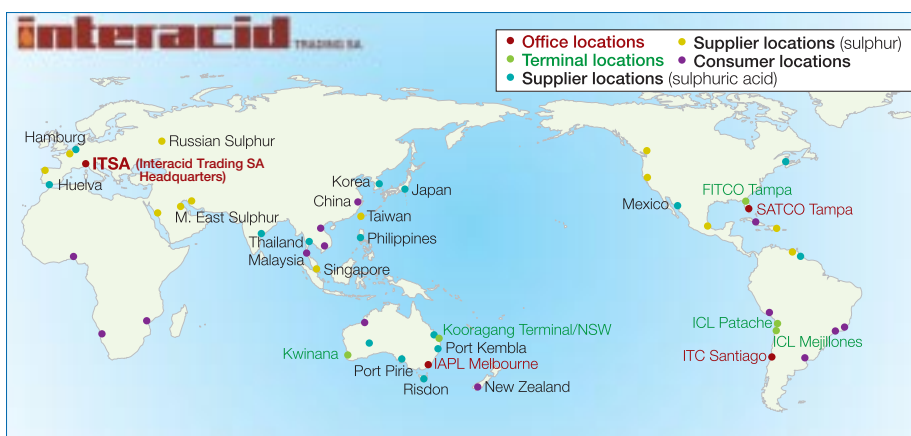 interacid TRADING SA
Office locations
Terminal locations
Supplier locations (sulphuric acid)
Supplier locations (sulphur)
Consumer locations
Hamburg
Russian Sulphur
ITSA (Interacid Trading SA
Headquarters)
Huelva
Korea
Japan
China
M. East Sulphur
Taiwan
Thailand
Philippines
Malaysia
Singapore
Mexico
FITCO Tampa
SATCO Tampa
Kooragang Terminal/NSW
Kwinana
Port Kembla
Port Pirie
IAPL Melbourne
Risdon
New Zealand
ICL Patache
ICL Mejillones
ITC Santiago